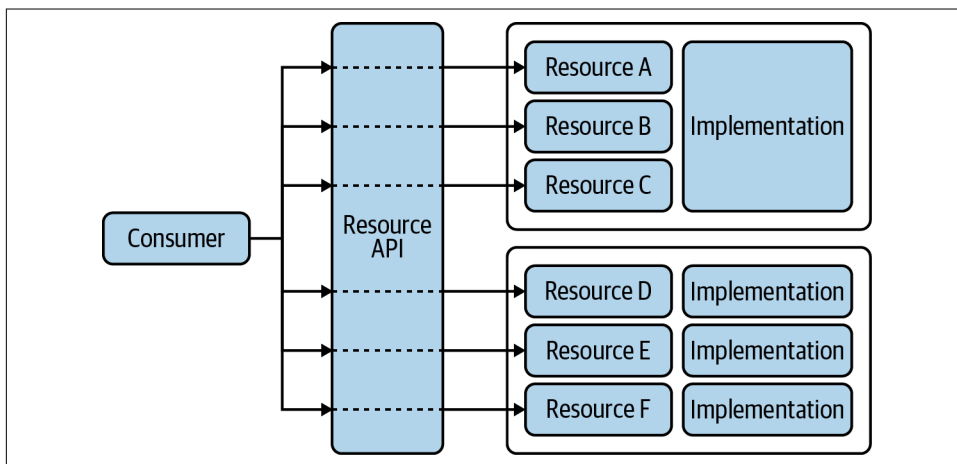 Resource A
Resource B
Implementation
Resource C
Consumer
Resource
API
Resource D
Implementation
Resource E
Implementation
Resource F
Implementation